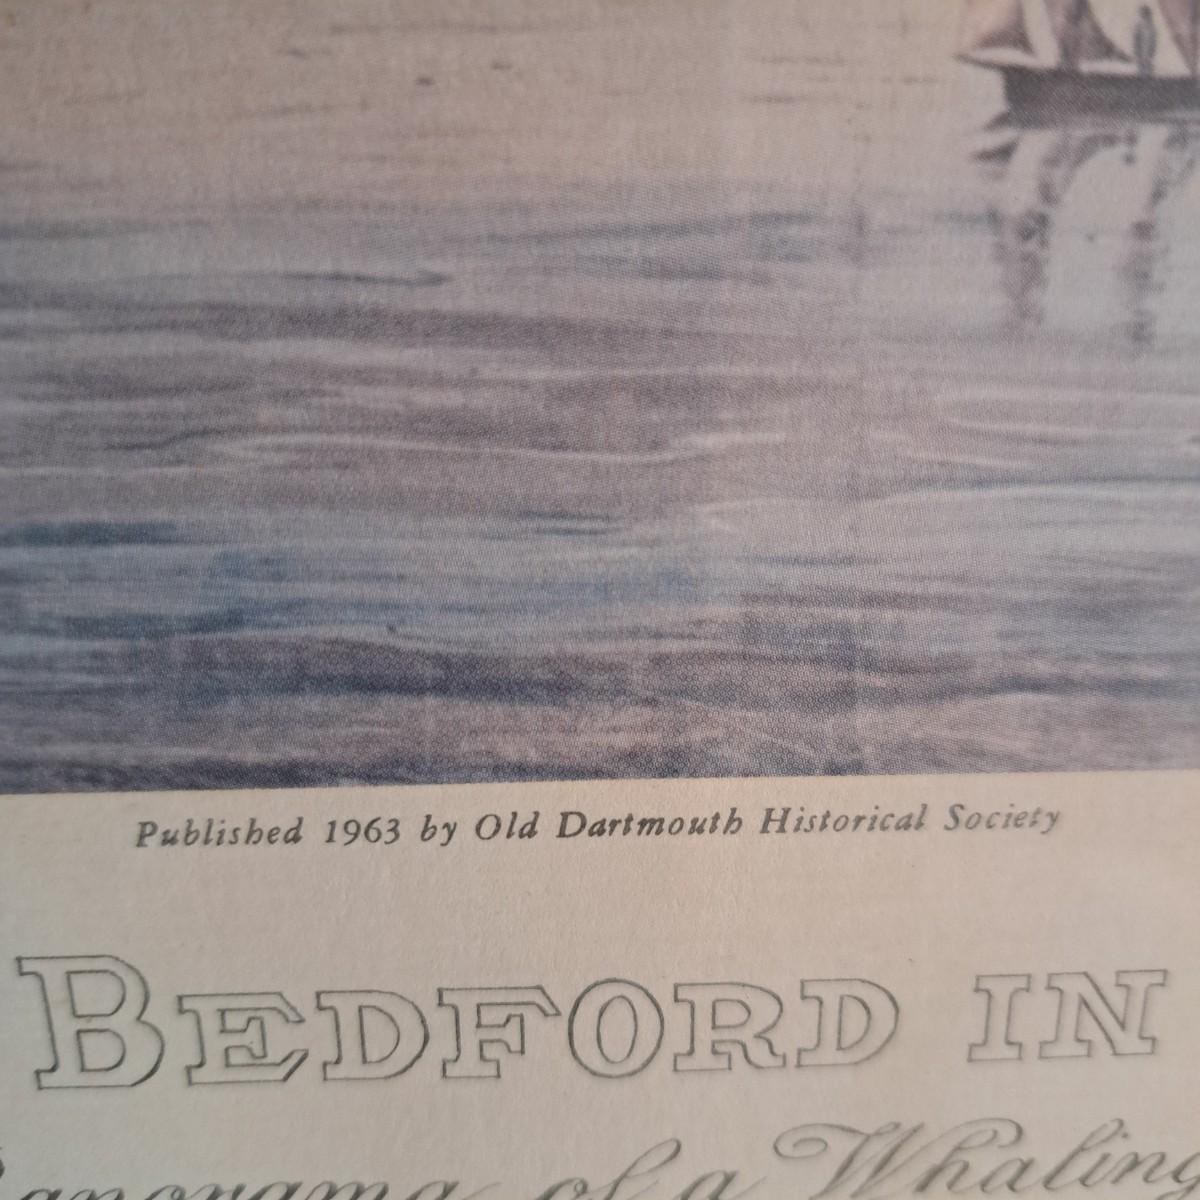 Published 1963 by Old Dartmouth Historical Society
BEDFORD IN
of a Whaling